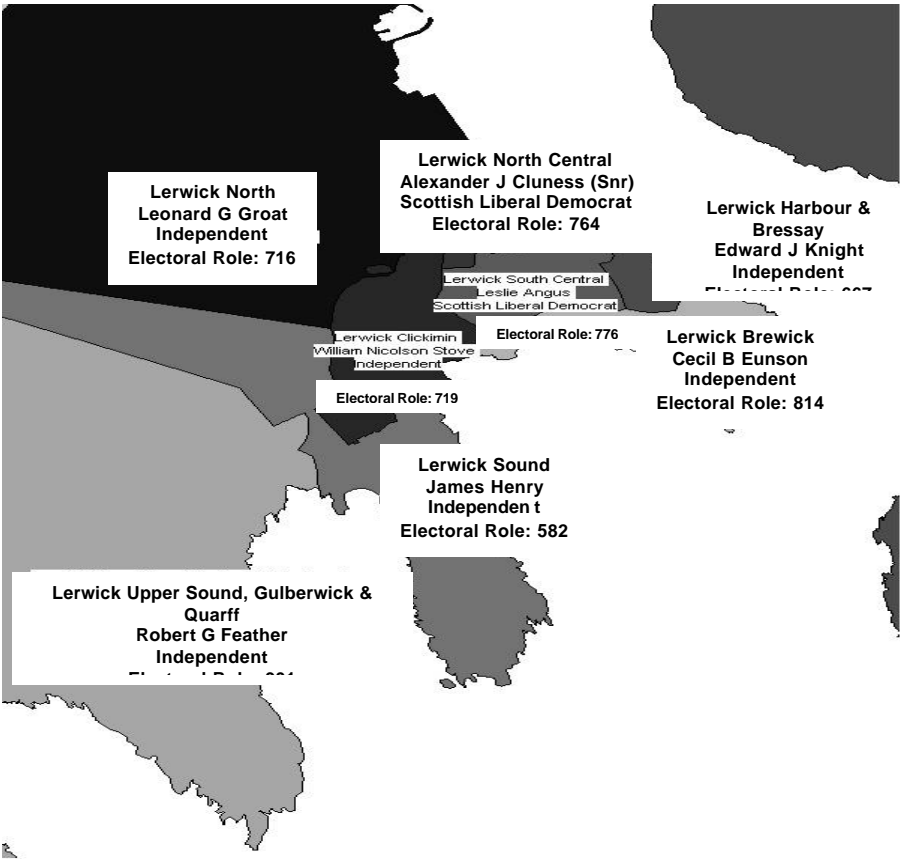 Lerwick North
Leonard G Groat
Independent
Electoral Role: 716
Lerwick North Central
Alexander J Cluness (Snr)
Scottish Liberal Democrat
Electoral Role: 764
Lerwick Harbour &
Bressay
Edward J Knight
Independent
Lerwick South Central
Leslie Angus
Scottish Liberal Democrat
Electoral Role: 776
Lerwick Clickimin
William Nicolson Stove
Independent
Electoral Role: 719
Lerwick Brewick
Cecil B Eunson
Independent
Electoral Role: 814
Lerwick Sound
James Henry
Independen t
Electoral Role: 582
Lerwick Upper Sound, Gulberwick &
Quarff
Robert G Feather
Independent